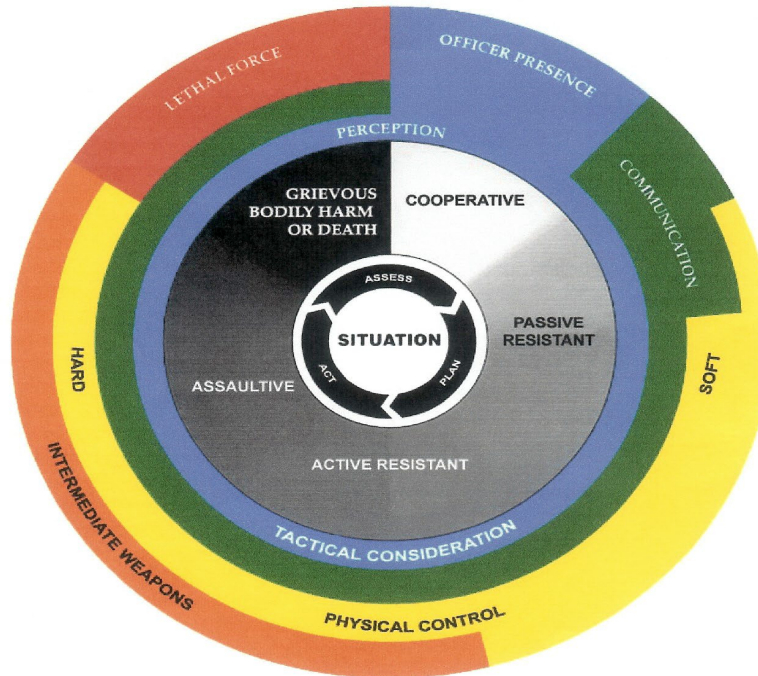 LETHAL FORCE
OFFICER PRESENCE
PERCEPTION
COMMUNICATION
GRIEVOUS
BODILY HARM
OR DEATH
COOPERATIVE
ASSESS
SITUATION
PASSIVE
RESISTANT
ACT
PLAN
HARD
SOFT
ASSAULTIVE
ACTIVE RESISTANT
INTERMEDIATE WEAPONS
TACTICAL CONSIDERATION
PHYSICAL CONTROL